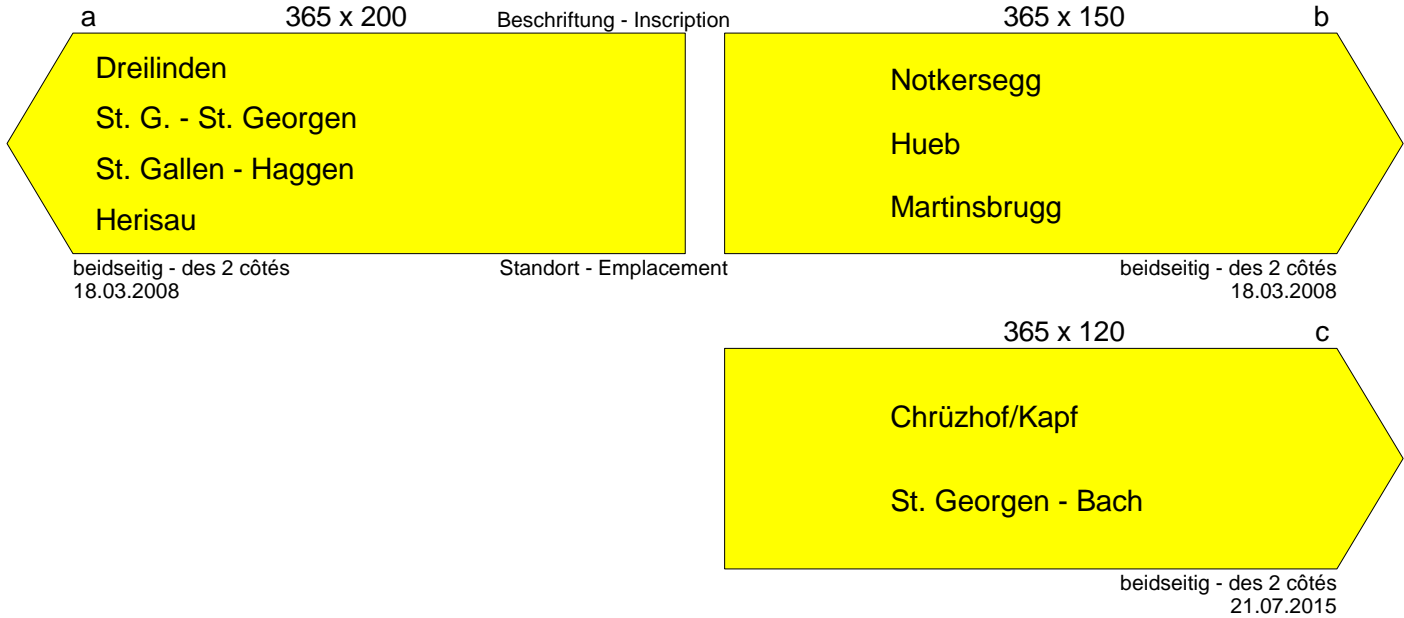 a 365 x 200 Beschriftung - Inscription 365 x 150 b
Dreilinden
St. G. - St. Georgen
St. Gallen - Haggen
Herisau
Notkersegg
Hueb
Martinsbrugg
beidseitig - des 2 côtés
18.03.2008
Standort - Emplacement
beidseitig - des 2 côtés
18.03.2008
365 x 120 c
Chrüzhof/Kapf
St. Georgen - Bach
beidseitig - des 2 côtés
21.07.2015